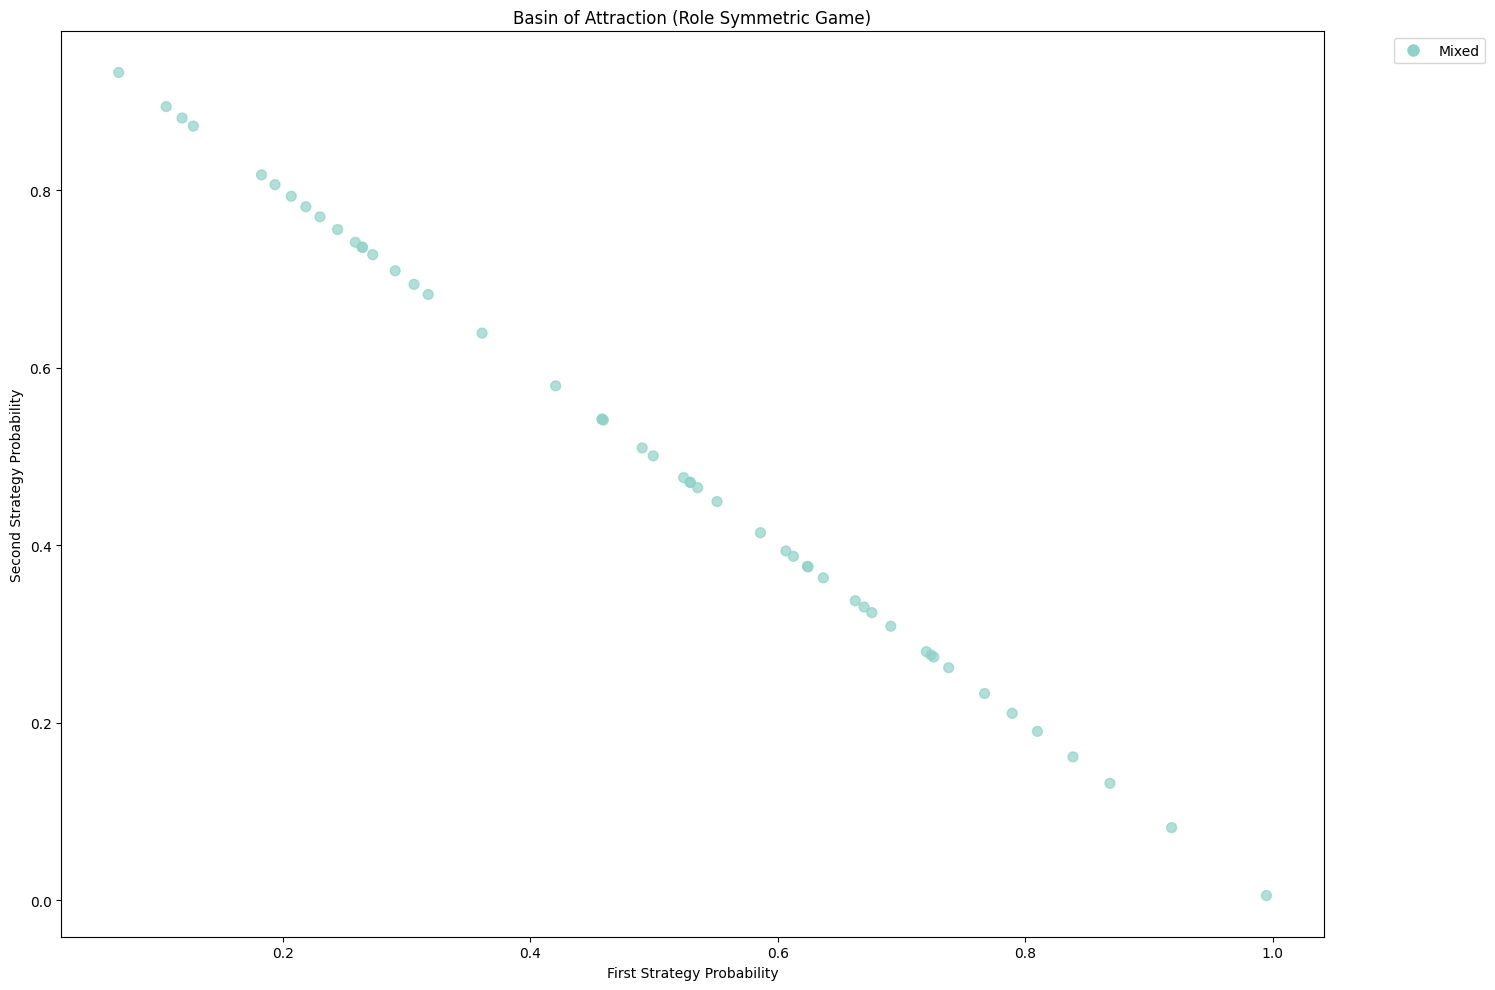 Basin of Attraction (Role Symmetric Game)
Mixed
Second Strategy Probability
0.8
0.6
0.4
0.2
0.0
0.2
0.4
0.6
0.8
1.0
First Strategy Probability